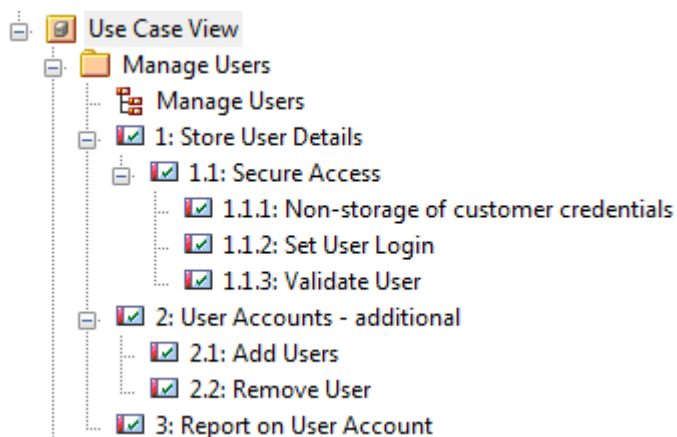 Use Case View
Manage Users
Manage Users
1: Store User Details
1.1: Secure Access
1.1.1: Non-storage of customer credentials
1.1.2: Set User Login
1.1.3: Validate User
2: User Accounts - additional
2.1: Add Users
2.2: Remove User
3: Report on User Account